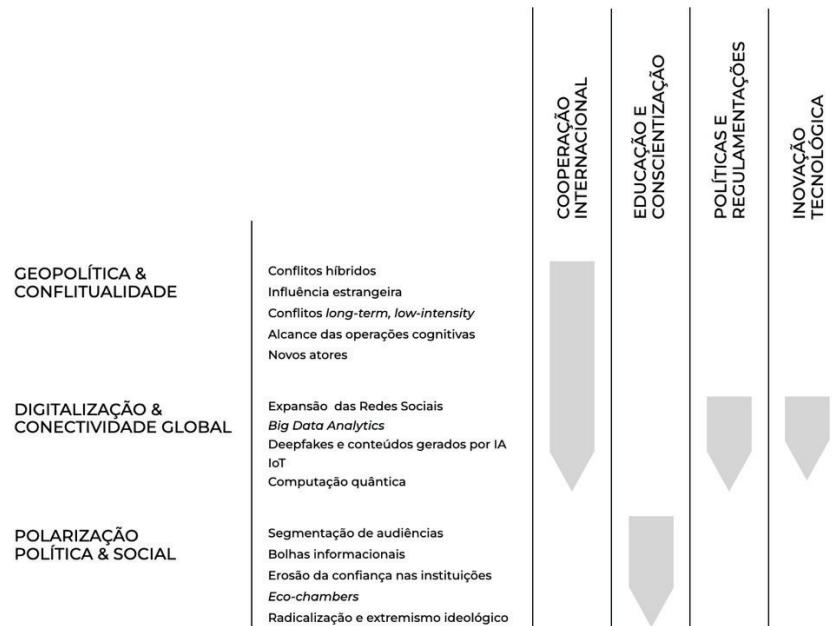 COOPERAÇÃO
INTERNACIONAL
EDUCAÇÃO E
CONSCIENTIZAÇÃO
POLÍTICAS E
REGULAMENTAÇÕES
INOVAÇÃO
TECNOLÓGICA
GEOPOLÍTICA &
CONFLITUALIDADE
Conflitos híbridos
Influência estrangeira
Conflitos long-term, low-intensity
Alcance das operações cognitivas
Novos atores
DIGITALIZAÇÃO &
CONECTIVIDADE GLOBAL
Expansão das Redes Sociais
Big Data Analytics
Deepfakes e conteúdos gerados por IA
IoT
Computação quântica
POLARIZAÇÃO
POLÍTICA & SOCIAL
Segmentação de audiências
Bolhas informacionais
Erosão da confiança nas instituições
Eco-chambers
Radicalização e extremismo ideológico